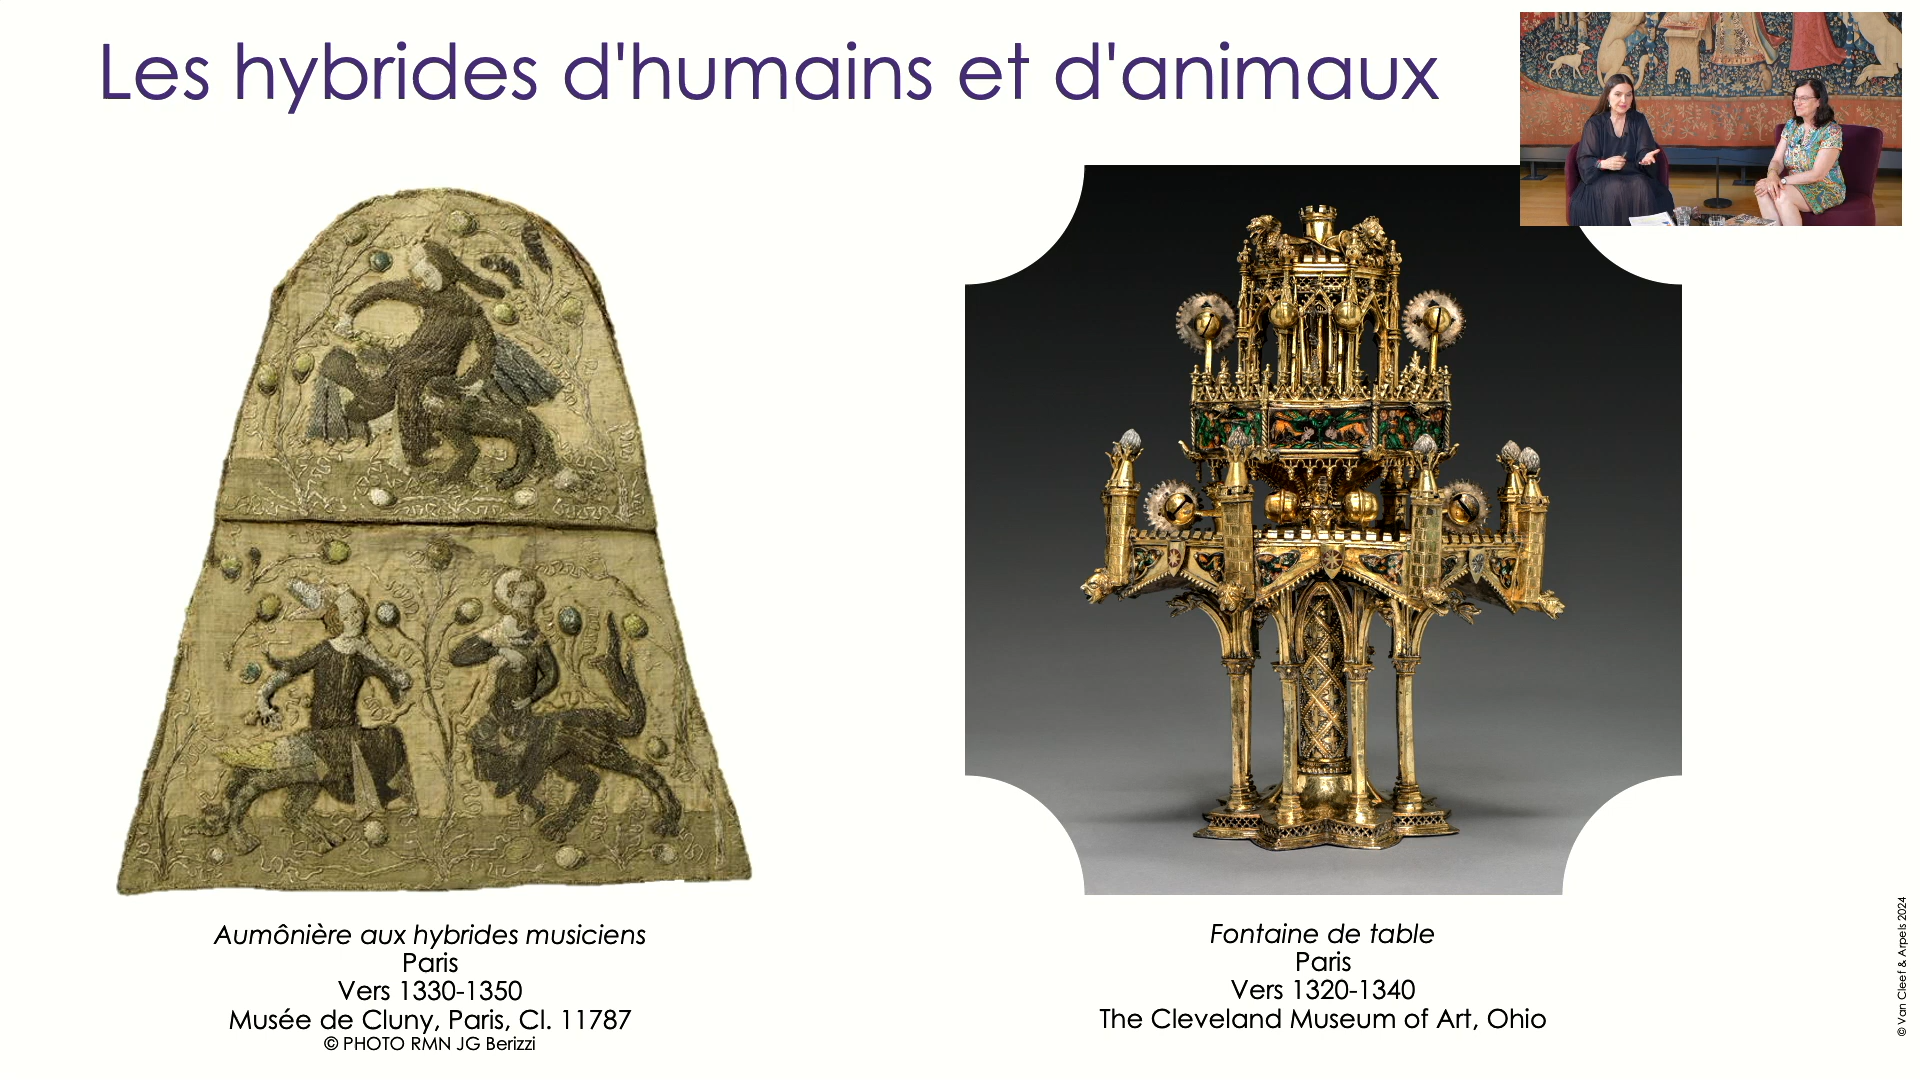 Les hybrides d'humains et d'animaux
Aumônière aux hybrides musiciens
Paris
Vers 1330-1350
Musée de Cluny, Paris, Cl. 11787
© PHOTO RMN JG Berizzi
Fontaine de table
Paris
Vers 1320-1340
The Cleveland Museum of Art, Ohio
© Van Cleef & Arpels 2024